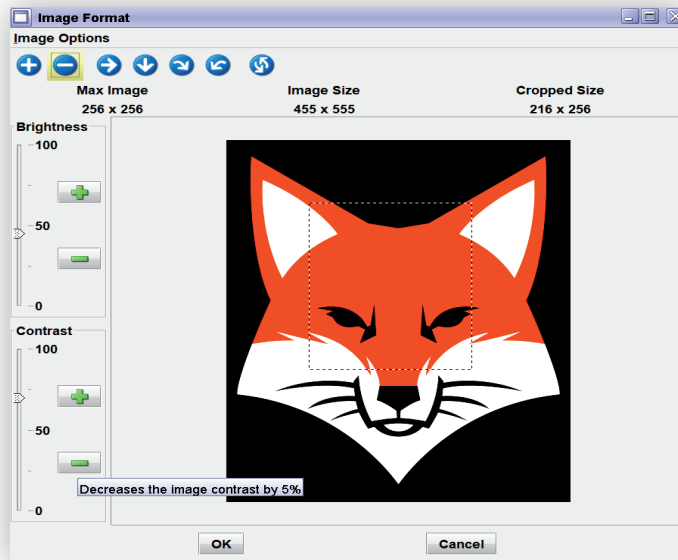 Image Format
Image Options
Max Image Image Size Cropped Size
256 x 256 455 x 555 216 x 256
Brightness
100
50
0
Contrast
100
50
0
Decreases the image contrast by 5%
OK Cancel